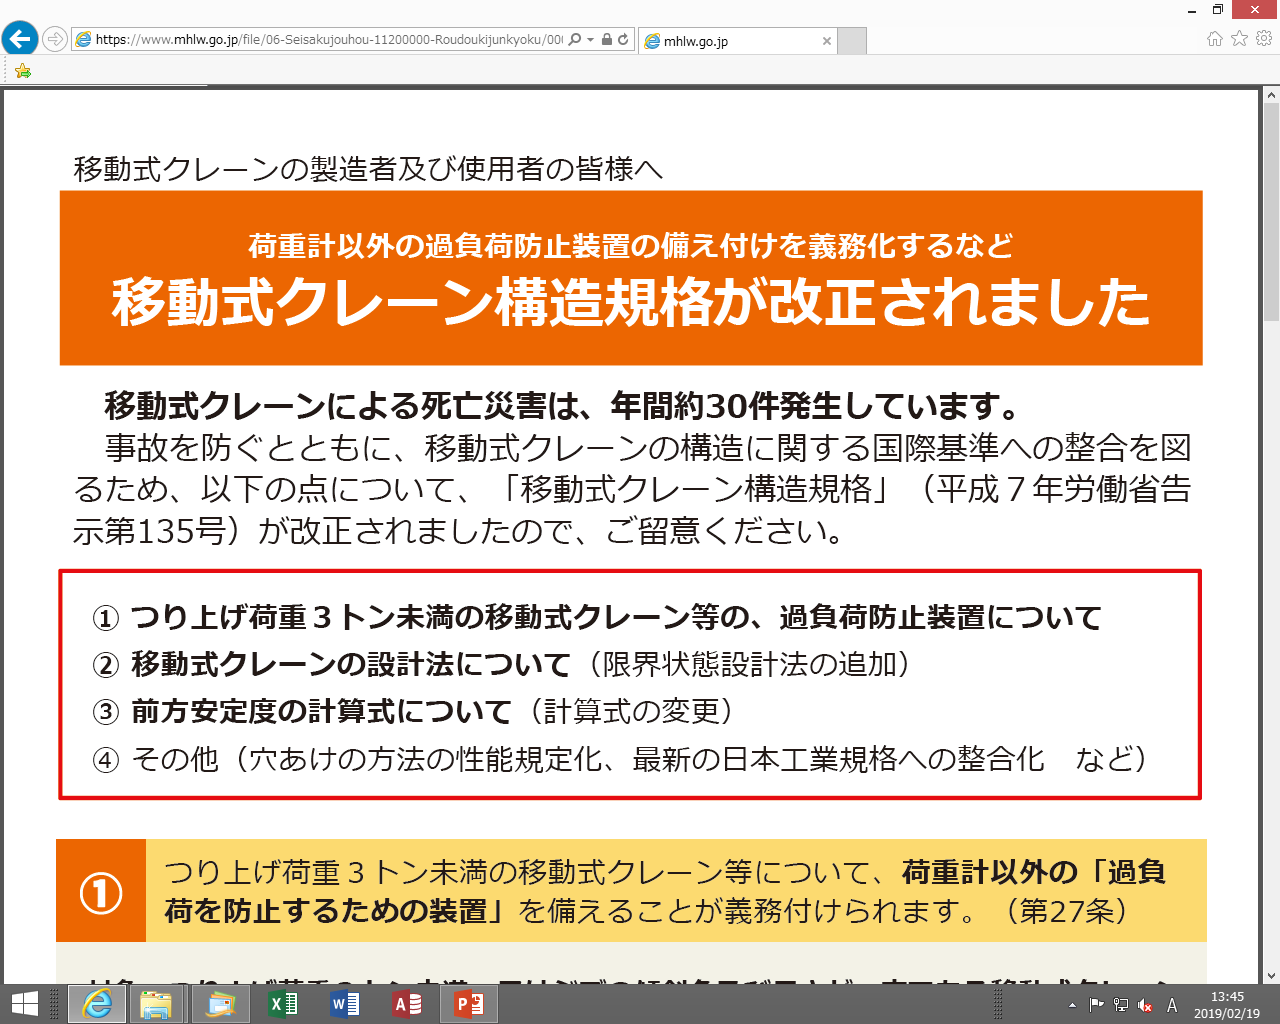 https://www.mhlw.go.jp/file/06-Seisakujouhou-11200000-Roudoukijunkyoku/00
mhlw.go.jp
移動式クレーンの製造者及び使用者の皆様へ
荷重計以外の過負荷防止装置の備え付けを義務化するなど
移動式クレーン構造規格が改正されました
移動式クレーンによる死亡災害は、年間約30件発生しています。
事故を防ぐとともに、移動式クレーンの構造に関する国際基準への整合を図
るため、以下の点について、「移動式クレーン構造規格」（平成７年労働省告
示第135号）が改正されましたので、ご留意ください。
① つり上げ荷重３トン未満の移動式クレーン等の、過負荷防止装置について
② 移動式クレーンの設計法について（限界状態設計法の追加）
③ 前方安定度の計算式について（計算式の変更）
④ その他（穴あけの方法の性能規定化、最新の日本工業規格への整合化　など）
①
つり上げ荷重３トン未満の移動式クレーン等について、荷重計以外の「過負
荷を防止するための装置」を備えることが義務付けられます。（第27条）
A
13:45
2019/02/19